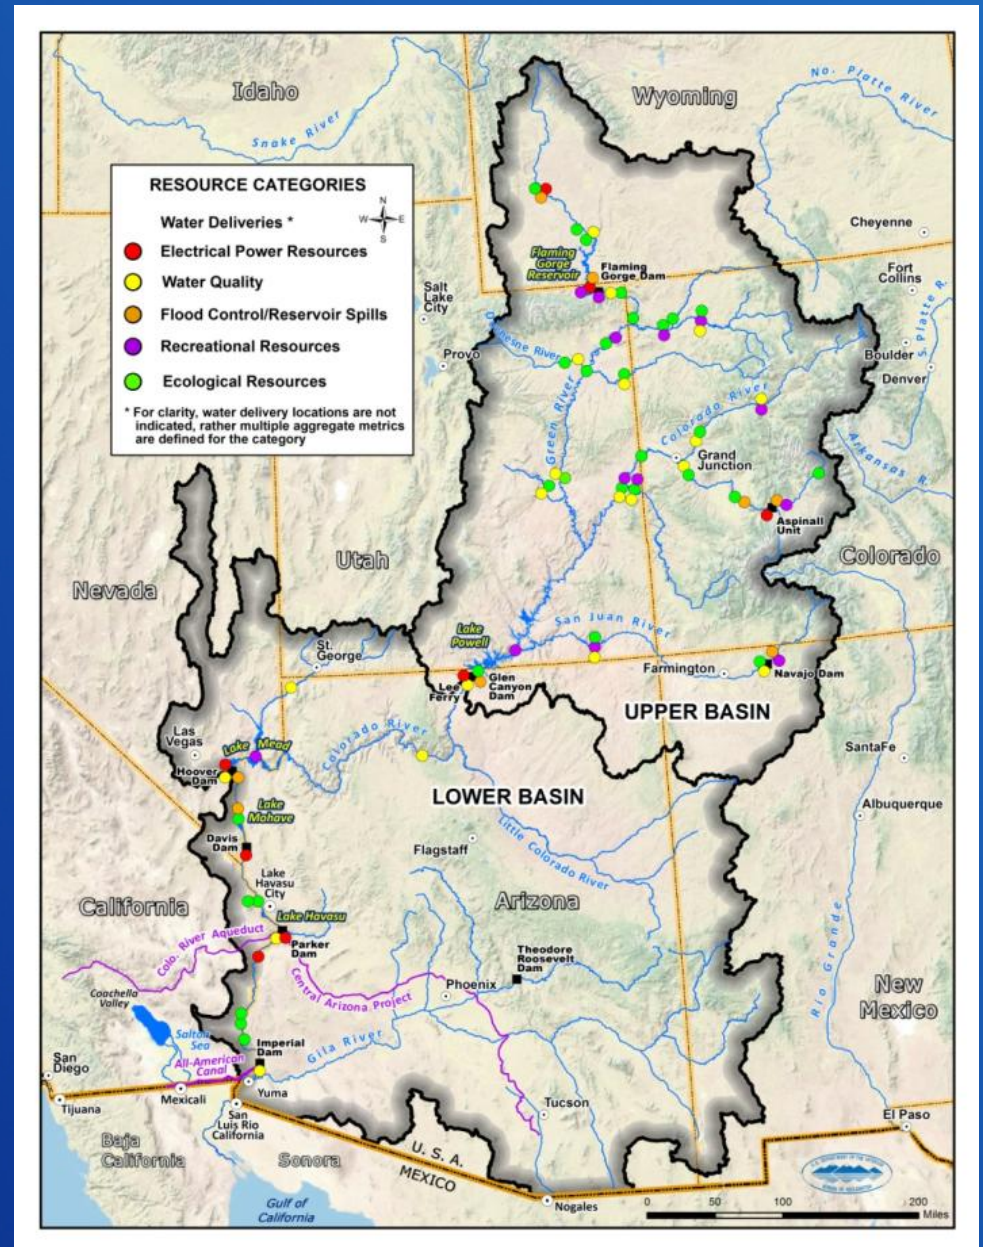 Idaho
Wyoming
No. Platte River
Snake River
RESOURCE CATEGORIES
Water Deliveries *
N
W E
S
Electrical Power Resources
Water Quality
Flood Control/Reservoir Spills
Recreational Resources
Ecological Resources
* For clarity, water delivery locations are not
indicated, rather multiple aggregate metrics
are defined for the category
Cheyenne
Flaming
Gorge
Reservoir
Flaming
Gorge Dam
Fort
Collins
Salt
Lake
City
S. Platte R.
Duchesne River
Provo
Boulder
Denver
Green River
Colorado River
Arkansas R.
Grand
Junction
Aspinall
Unit
Colorado
Utah
Nevada
San Juan River
Lake
Powell
St.
George
Farmington
Navajo Dam
Lee
Ferry
Glen
Canyon
Dam
UPPER BASIN
Las
Vegas
Lake Mead
Colorado River
Hoover
Dam
SantaFe
LOWER BASIN
Lake
Mohave
Albuquerque
Little Colorado River
Davis
Dam
Flagstaff
Lake
Havasu
City
California
Arizona
Lake Havasu
Colo. River Aqueduct
Parker
Dam
Theodore
Roosevelt
Dam
Rio Grande
New
Mexico
Central Arizona Project
Phoenix
Coachella
Valley
Salton
Sea
Imperial
Dam
Gila River
All-American
Canal
San
Diego
Yuma
Mexicali
Tijuana
San
Luis Rio
California
Tucson
El Paso
Baja
California
Sonora
U. S. A.
MEXICO
Gulf of
California
Nogales
0 50 100 200
Miles